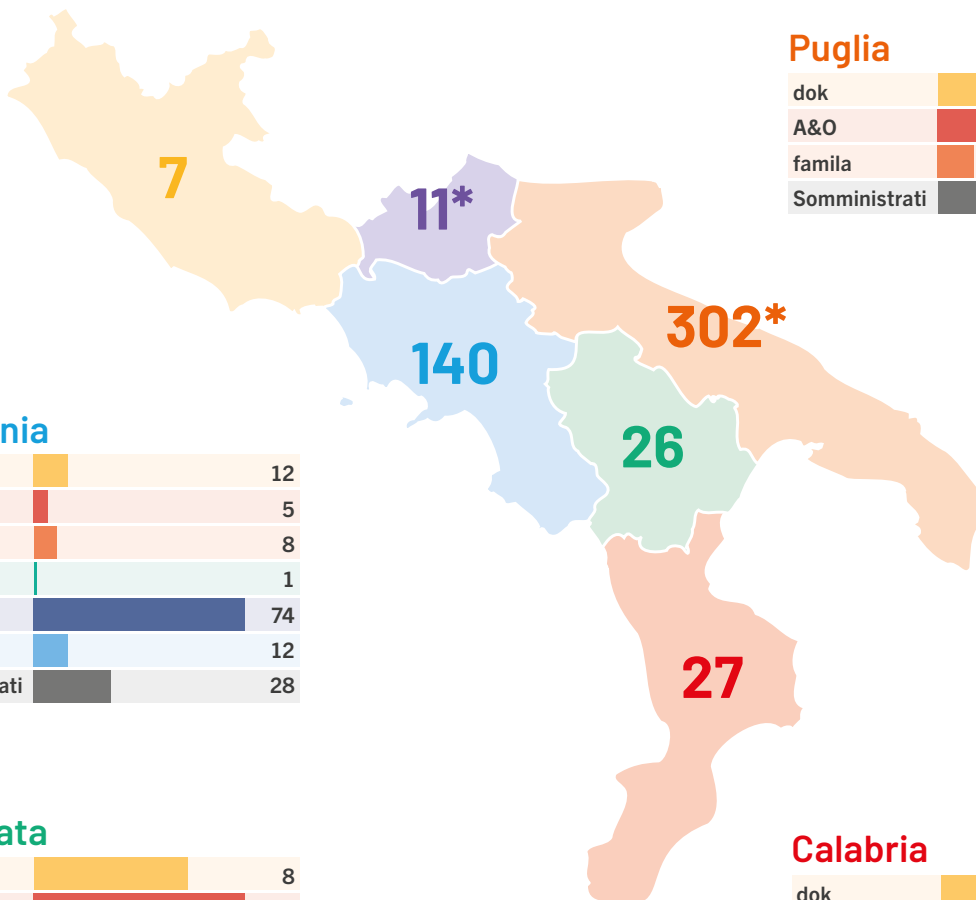 Puglia
dok
A&O
famila
Somministrati
7
11*
302*
140
26
27
nia
12
5
8
1
74
12
ati 28
ata
8
Calabria
dok